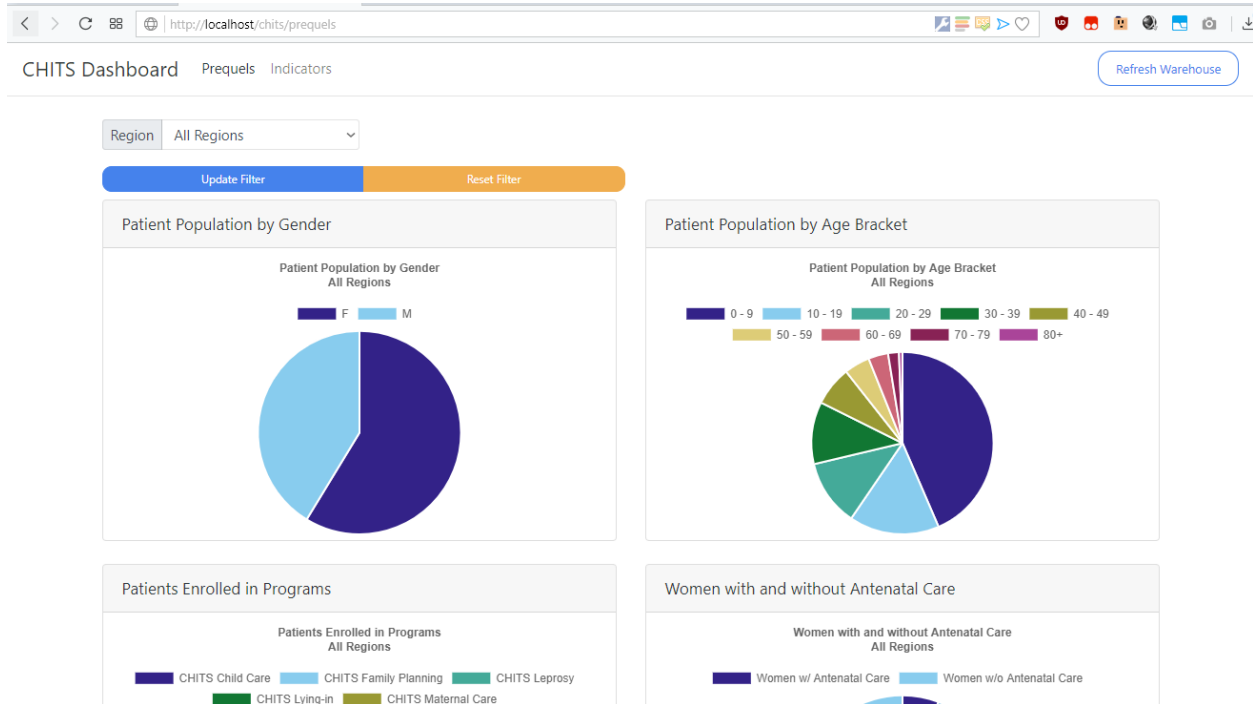 http://localhost/chits/prequels
CHITS Dashboard Prequels Indicators Refresh Warehouse
Region All Regions
Update Filter Reset Filter
Patient Population by Gender
Patient Population by Gender
All Regions
F M
Patient Population by Age Bracket
Patient Population by Age Bracket
All Regions
0 - 9 10 - 19 20 - 29 30 - 39 40 - 49
50 - 59 60 - 69 70 - 79 80+
Patients Enrolled in Programs
Patients Enrolled in Programs
All Regions
CHITS Child Care CHITS Family Planning CHITS Leprosy
CHITS Lying-in CHITS Maternal Care
Women with and without Antenatal Care
Women with and without Antenatal Care
All Regions
Women w/ Antenatal Care Women w/o Antenatal Care